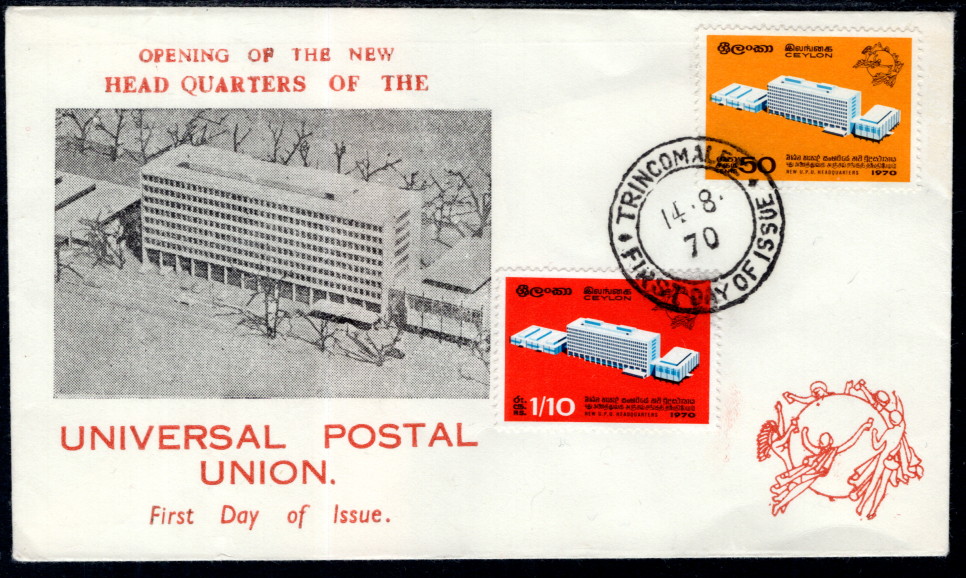 OPENING OF THE NEW
HEAD QUARTERS OF THE
UNIVERSAL POSTAL
UNION.
First Day of Issue.
ශ්‍රී ලංකා இலங்கை
CEYLON
50
NEW U.P.U. HEADQUARTERS 1970
TRINCOMALEE
14.8.
70
FIRST DAY OF ISSUE
ශ්‍රී ලංකා இலங்கை
CEYLON
රු.
ரூ.
RS.
1/10
NEW U.P.U. HEADQUARTERS 1970